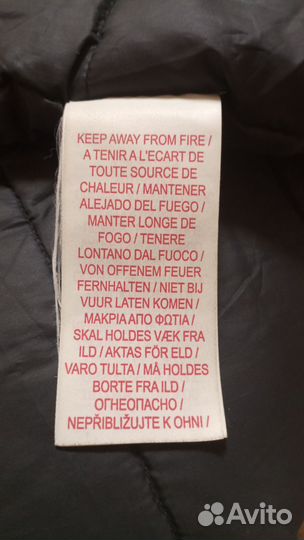 KEEP AWAY FROM FIRE /
A TENIR A L'ECART DE
TOUTE SOURCE DE
CHALEUR / MANTENER
ALEJADO DEL FUEGO /
MANTER LONGE DE
FOGO / TENERE
LONTANO DAL FUOCO /
VON OFFENEM FEUER
FERNHALTEN / NIET BIJ
VUUR LATEN KOMEN /
ΜΑΚΡΙΑ ΑΠΟ ΦΩΤΙΑ /
SKAL HOLDES VÆK FRA
ILD / AKTAS FÖR ELD /
VARO TULTA / MÅ HOLDES
BORTE FRA ILD /
ОГНЕОПАСНО /
NEPŘIBLIŽUJTE K OHNI /
Avito